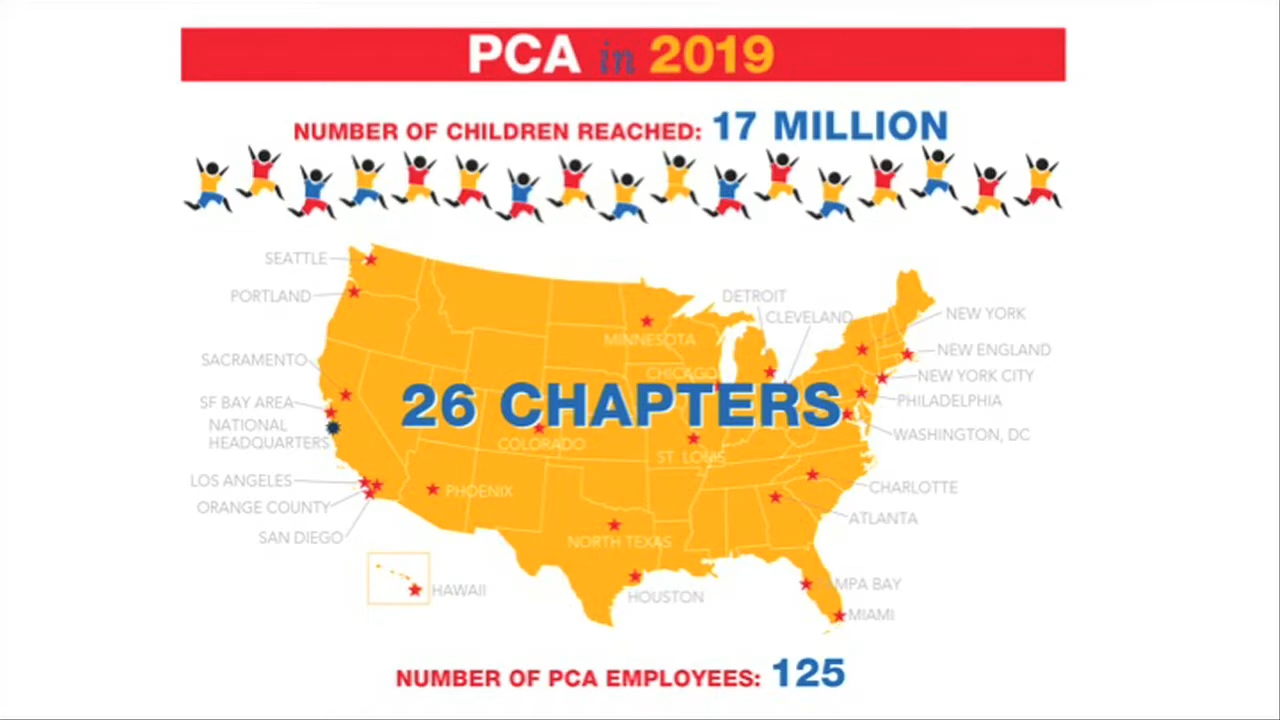 PCA in 2019
NUMBER OF CHILDREN REACHED: 17 MILLION
SEATTLE
PORTLAND
DETROIT
CLEVELAND
NEW YORK
MINNESOTA
NEW ENGLAND
SACRAMENTO
CHICAGO
NEW YORK CITY
SF BAY AREA
26 CHAPTERS
PHILADELPHIA
NATIONAL
HEADQUARTERS
COLORADO
WASHINGTON, DC
ST. LOUIS
LOS ANGELES
PHOENIX
CHARLOTTE
ORANGE COUNTY
ATLANTA
SAN DIEGO
NORTH TEXAS
HAWAII
HOUSTON
MPA BAY
MIAMI
NUMBER OF PCA EMPLOYEES: 125